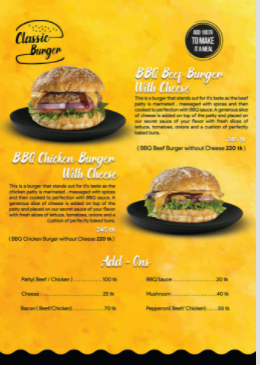 Classic
Burger
ADD 100TK
TO MAKE
IT A MEAL
BBQ Beef Burger
With Cheese
This is a burger that stands out for it's taste as the beef
patty is marinated , massaged with spices and then
cooked to perfection with BBQ sauce. A generous slice
of cheese is added on top of the patty and placed on
our secret sauce of your flavor with fresh slices of
lettuce, tomatoes, onions and a cushion of perfectly
baked buns.
245 tk
( BBQ Beef Burger without Cheese 220 tk )
BBQ Chicken Burger
With Cheese
This is a burger that stands out for it's taste as the
chicken patty is marinated , massaged with spices
and then cooked to perfection with BBQ sauce. A
generous slice of cheese is added on top of the
patty and placed on our secret sauce of your flavor
with fresh slices of lettuce, tomatoes, onions and a
cushion of perfectly baked buns.
245 tk
( BBQ Chicken Burger without Cheese 220 tk )
Add - Ons
Patty( Beef / Chicken ) .............. 100 tk
Cheese ........................ 25 tk
Bacon ( Beef/Chicken) ............. 70 tk
BBQ Sauce ................... 20 tk
Mushroom .................... 40 tk
Pepperoni( Beef/ Chicken) ...... 55 tk